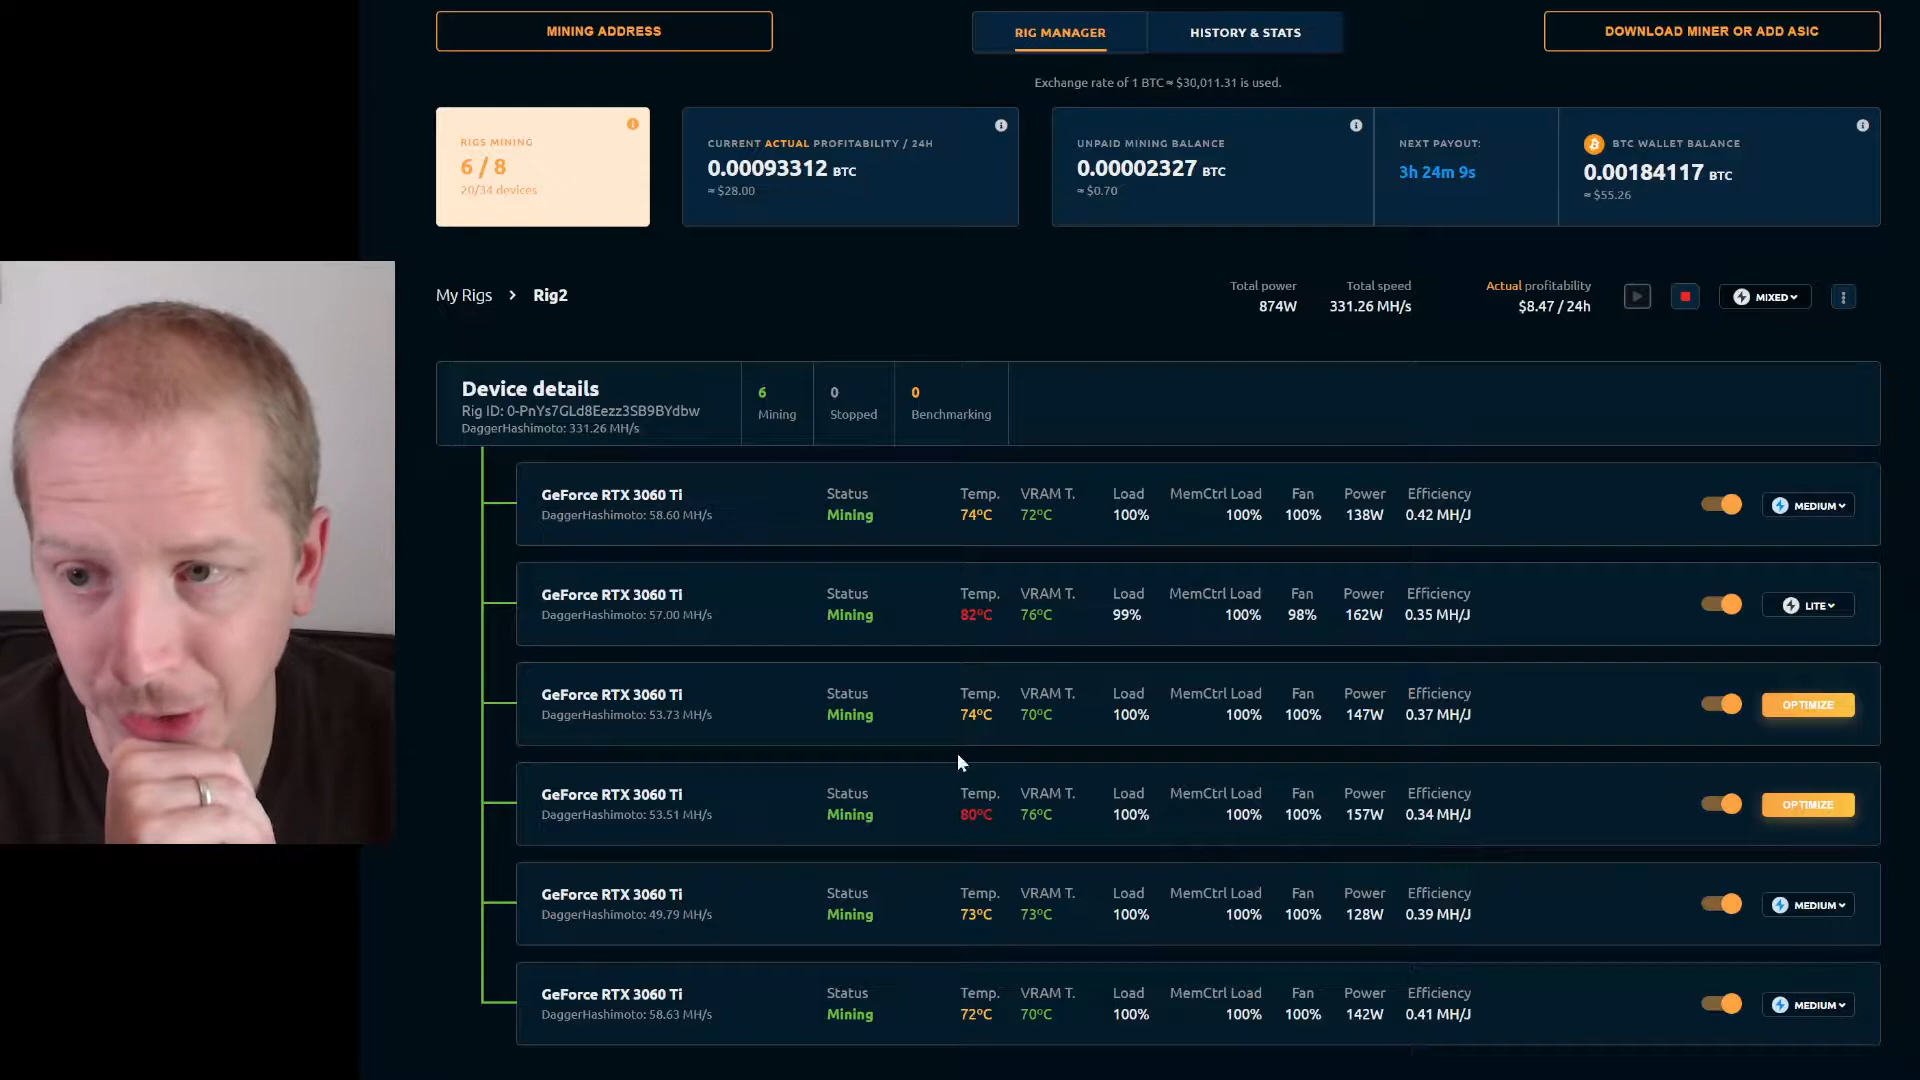 MINING ADDRESS
RIG MANAGER
HISTORY & STATS
DOWNLOAD MINER OR ADD ASIC
Exchange rate of 1 BTC ≈ $30,011.31 is used.
RIGS MINING
6 / 8
20/34 devices
CURRENT ACTUAL PROFITABILITY / 24H
0.00093312 BTC
≈ $28.00
UNPAID MINING BALANCE
0.00002327 BTC
≈ $0.70
NEXT PAYOUT:
3h 24m 9s
BTC WALLET BALANCE
0.00184117 BTC
≈ $55.26
My Rigs > Rig2
Total power
874W
Total speed
331.26 MH/s
Actual profitability
$8.47 / 24h
MIXED
Device details
Rig ID: 0-PnYs7GLd8Eezz3SB9BYdbw
DaggerHashimoto: 331.26 MH/s
6
Mining
0
Stopped
0
Benchmarking
GeForce RTX 3060 Ti Status Temp. VRAM T. Load MemCtrl Load Fan Power Efficiency
DaggerHashimoto: 58.60 MH/s Mining 74°C 72°C 100% 100% 100% 138W 0.42 MH/J
MEDIUM
GeForce RTX 3060 Ti Status Temp. VRAM T. Load MemCtrl Load Fan Power Efficiency
DaggerHashimoto: 57.00 MH/s Mining 82°C 76°C 99% 100% 98% 162W 0.35 MH/J
LITE
GeForce RTX 3060 Ti Status Temp. VRAM T. Load MemCtrl Load Fan Power Efficiency
DaggerHashimoto: 53.73 MH/s Mining 74°C 70°C 100% 100% 100% 147W 0.37 MH/J
OPTIMIZE
GeForce RTX 3060 Ti Status Temp. VRAM T. Load MemCtrl Load Fan Power Efficiency
DaggerHashimoto: 53.51 MH/s Mining 80°C 76°C 100% 100% 100% 157W 0.34 MH/J
OPTIMIZE
GeForce RTX 3060 Ti Status Temp. VRAM T. Load MemCtrl Load Fan Power Efficiency
DaggerHashimoto: 49.79 MH/s Mining 73°C 73°C 100% 100% 100% 128W 0.39 MH/J
MEDIUM
GeForce RTX 3060 Ti Status Temp. VRAM T. Load MemCtrl Load Fan Power Efficiency
DaggerHashimoto: 58.63 MH/s Mining 72°C 70°C 100% 100% 100% 142W 0.41 MH/J
MEDIUM